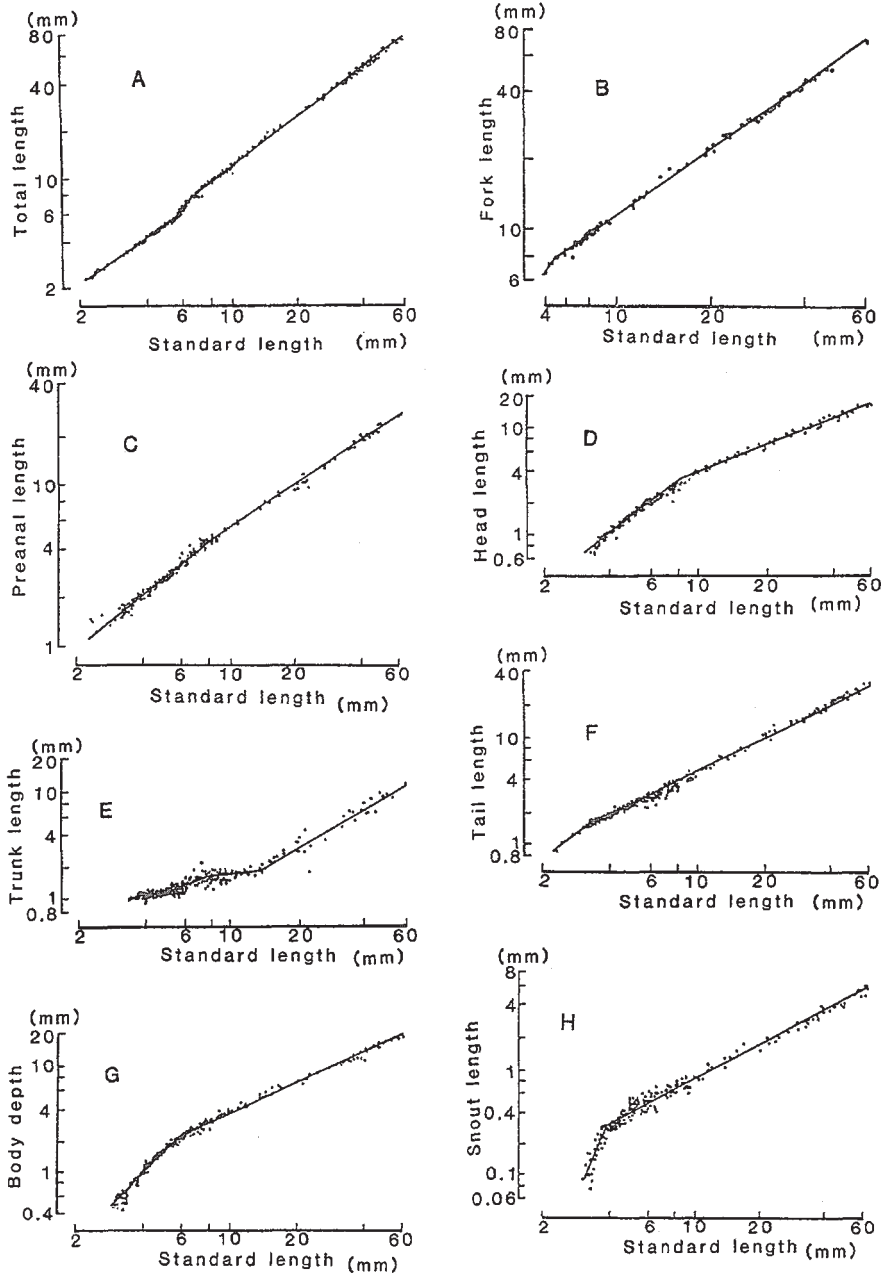 (mm)
80
40
10
6
2
Total length
A
2 6 10 20 60
Standard length (mm)
(mm)
80
40
10
6
Fork length
B
4 10 20 60
Standard length (mm)
(mm)
40
10
4
1
Preanal length
C
2 6 10 20 60
Standard length (mm)
(mm)
20
10
4
1
0.6
Head length
D
2 6 10 20 60
Standard length (mm)
(mm)
20
10
4
1
0.8
Trunk length
E
2 6 10 20 60
Standard length (mm)
(mm)
40
10
4
1
0.8
Tail length
F
2 6 10 20 60
Standard length (mm)
(mm)
20
10
4
1
0.4
Body depth
G
2 6 10 20 60
Standard length (mm)
(mm)
8
4
1
0.4
0.1
0.06
Snout length
H
2 6 10 20 60
Standard length (mm)